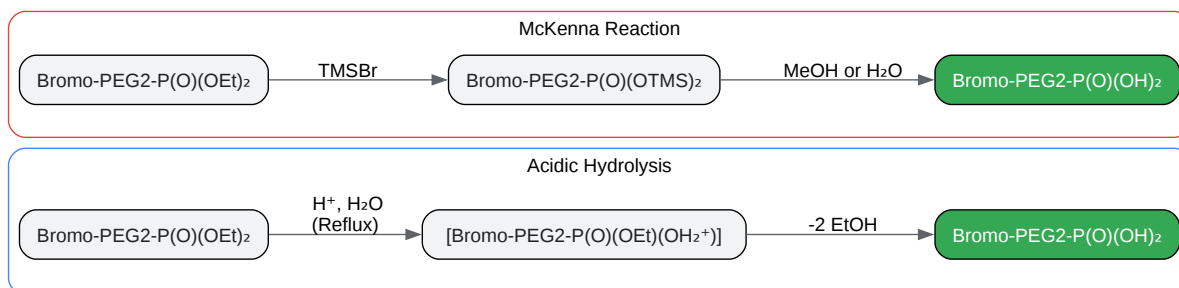 McKenna Reaction
Bromo-PEG2-P(O)(OEt)₂
TMSBr
Bromo-PEG2-P(O)(OTMS)₂
MeOH or H₂O
Bromo-PEG2-P(O)(OH)₂
Acidic Hydrolysis
Bromo-PEG2-P(O)(OEt)₂
H⁺, H₂O
(Reflux)
[Bromo-PEG2-P(O)(OEt)(OH₂⁺)]
-2 EtOH
Bromo-PEG2-P(O)(OH)₂